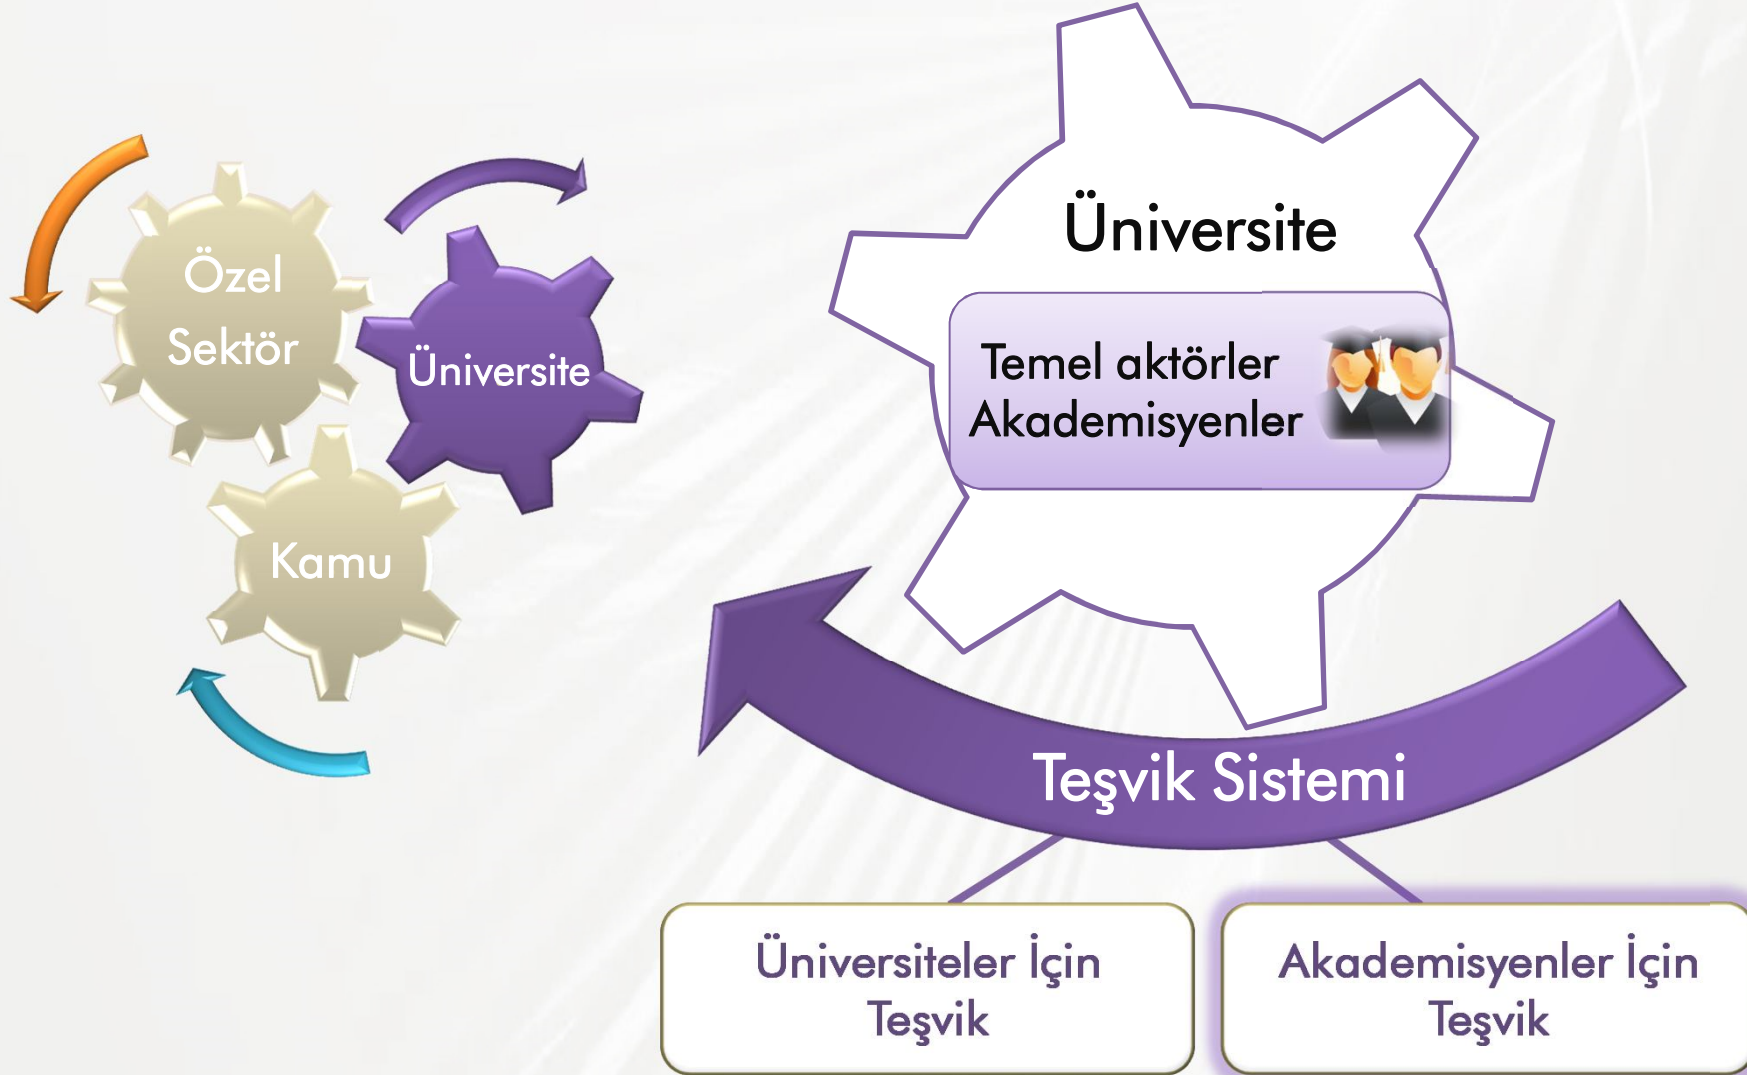 Özel
Sektör
Üniversite
Kamu
Üniversite
Temel aktörler
Akademisyenler
Teşvik Sistemi
Üniversiteler İçin
Teşvik
Akademisyenler İçin
Teşvik